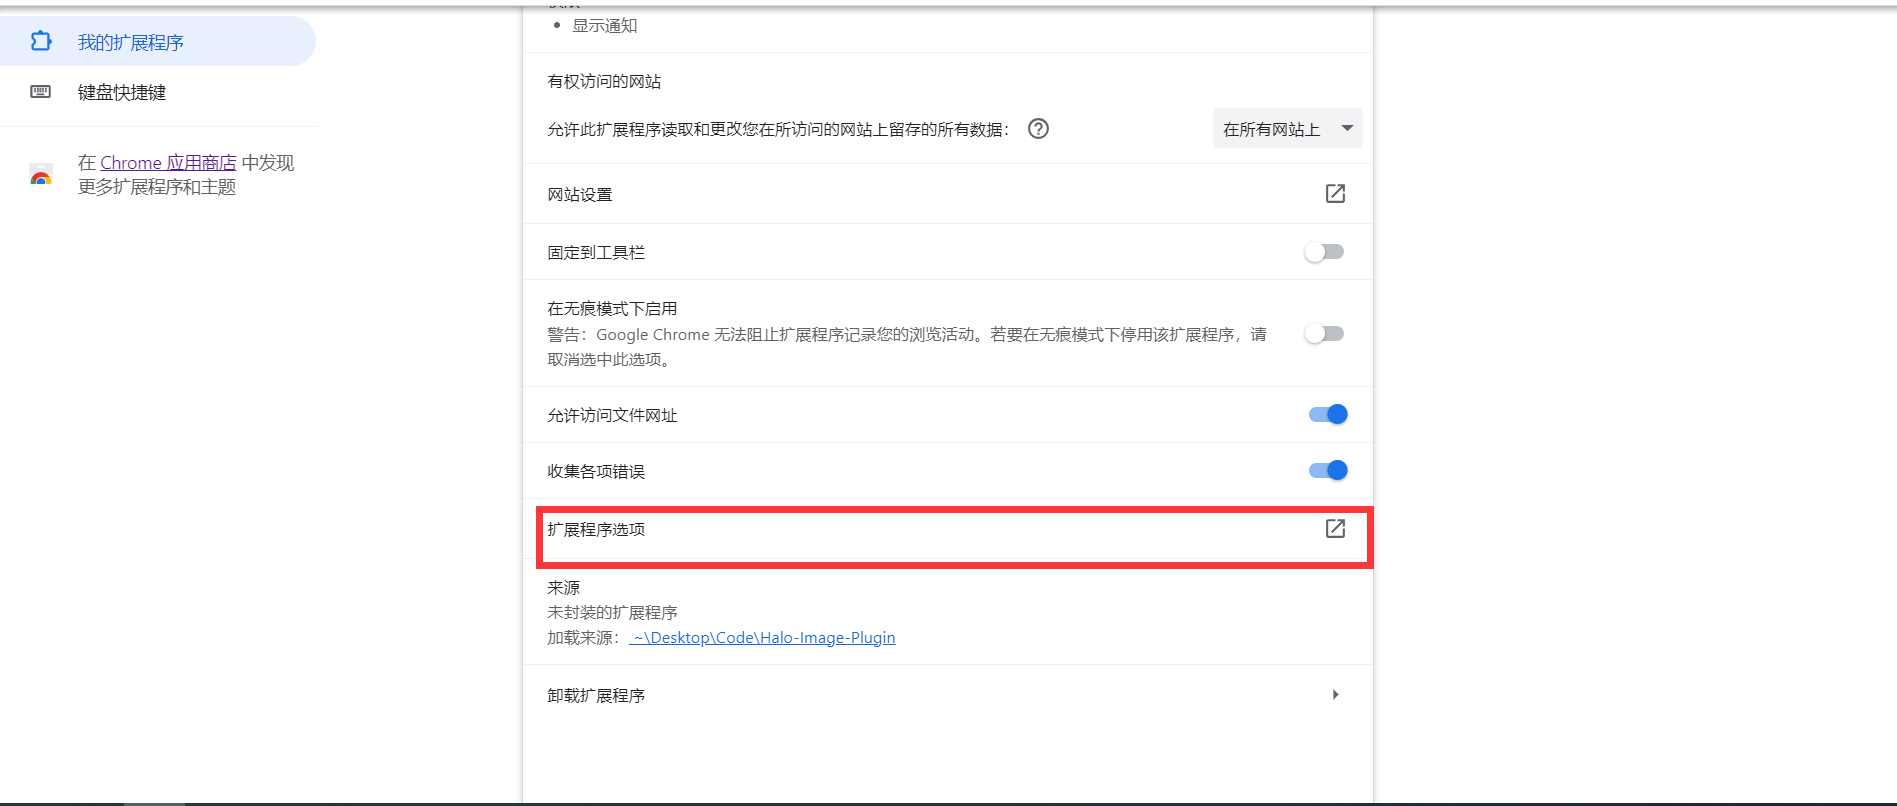 我的扩展程序
键盘快捷键
在 Chrome 应用商店 中发现
更多扩展程序和主题
显示通知
有权访问的网站
允许此扩展程序读取和更改您在所访问的网站上留存的所有数据：
在所有网站上
网站设置
固定到工具栏
在无痕模式下启用
警告：Google Chrome 无法阻止扩展程序记录您的浏览活动。若要在无痕模式下停用该扩展程序，请
取消选中此选项。
允许访问文件网址
收集各项错误
扩展程序选项
来源
未封装的扩展程序
加载来源： ~\Desktop\Code\Halo-Image-Plugin
卸载扩展程序